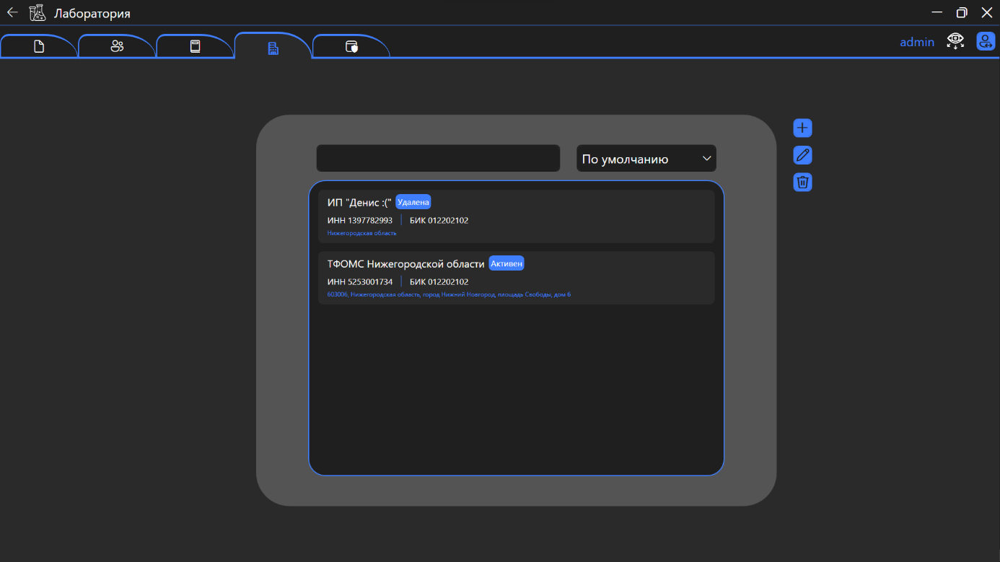 Лаборатория
admin
По умолчанию
ИП "Денис :(" Удалена
ИНН 1397782993 БИК 012202102
Нижегородская область
ТФОМС Нижегородской области Активен
ИНН 5253001734 БИК 012202102
603006, Нижегородская область, город Нижний Новгород, площадь Свободы, дом 6